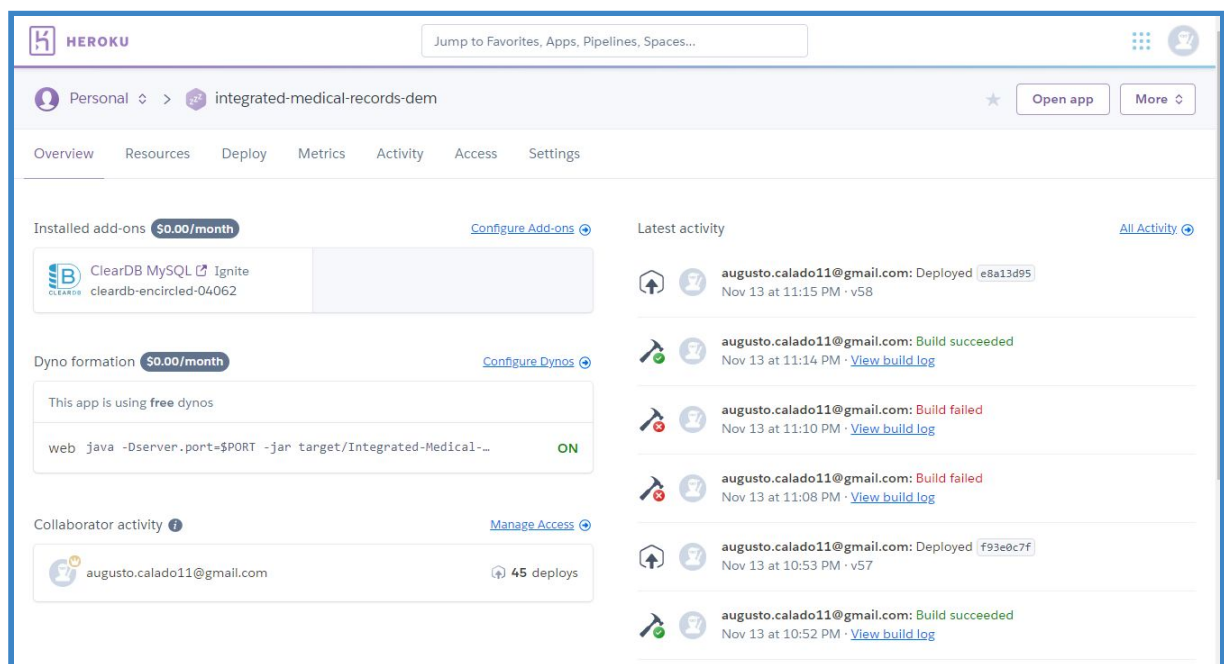 HEROKU
Jump to Favorites, Apps, Pipelines, Spaces...
Personal > integrated-medical-records-dem
Open app
More
Overview Resources Deploy Metrics Activity Access Settings
Installed add-ons $0.00/month
Configure Add-ons
ClearDB MySQL Ignite
CLEARDB
cleardb-encircled-04062
Dyno formation $0.00/month
Configure Dynos
This app is using free dynos
web java -Dserver.port=$PORT -jar target/Integrated-Medical-… ON
Collaborator activity
Manage Access
augusto.calado11@gmail.com 45 deploys
Latest activity
All Activity
augusto.calado11@gmail.com: Deployed e8a13d95
Nov 13 at 11:15 PM · v58
augusto.calado11@gmail.com: Build succeeded
Nov 13 at 11:14 PM · View build log
augusto.calado11@gmail.com: Build failed
Nov 13 at 11:10 PM · View build log
augusto.calado11@gmail.com: Build failed
Nov 13 at 11:08 PM · View build log
augusto.calado11@gmail.com: Deployed f93e0c7f
Nov 13 at 10:53 PM · v57
augusto.calado11@gmail.com: Build succeeded
Nov 13 at 10:52 PM · View build log